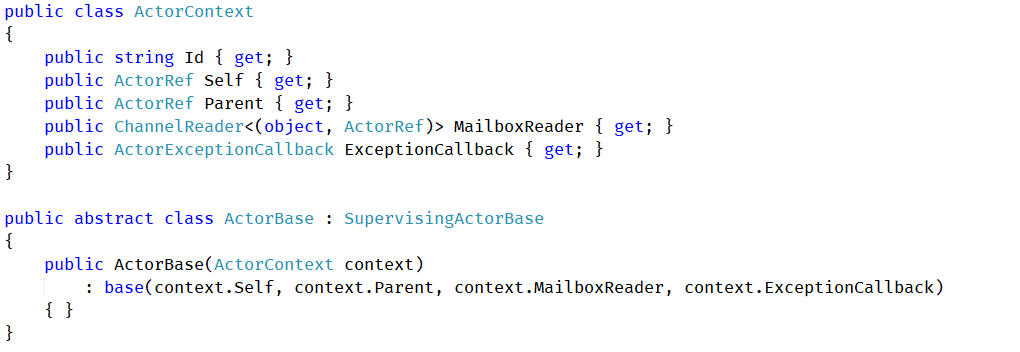 public class ActorContext
{
    public string Id { get; }
    public ActorRef Self { get; }
    public ActorRef Parent { get; }
    public ChannelReader<(object, ActorRef)> MailboxReader { get; }
    public ActorExceptionCallback ExceptionCallback { get; }
}

public abstract class ActorBase : SupervisingActorBase
{
    public ActorBase(ActorContext context)
        : base(context.Self, context.Parent, context.MailboxReader, context.ExceptionCallback)
    { }
}